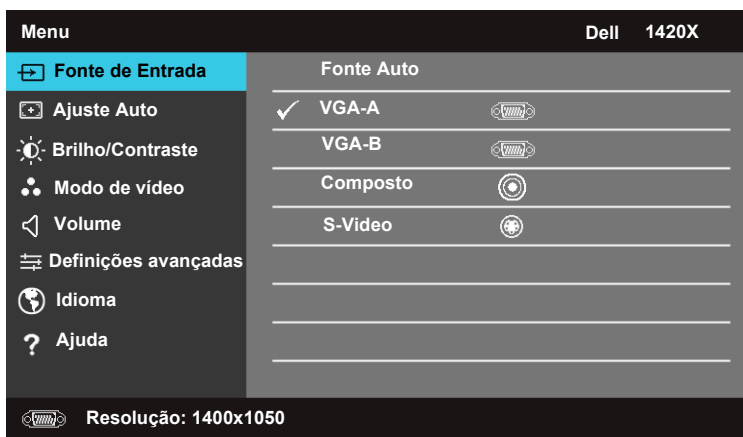 Menu Dell 1420X
Fonte de Entrada
Ajuste Auto
Brilho/Contraste
Modo de vídeo
Volume
Definições avançadas
Idioma
? Ajuda
Fonte Auto
VGA-A
VGA-B
Composto
S-Video
Resolução: 1400x1050